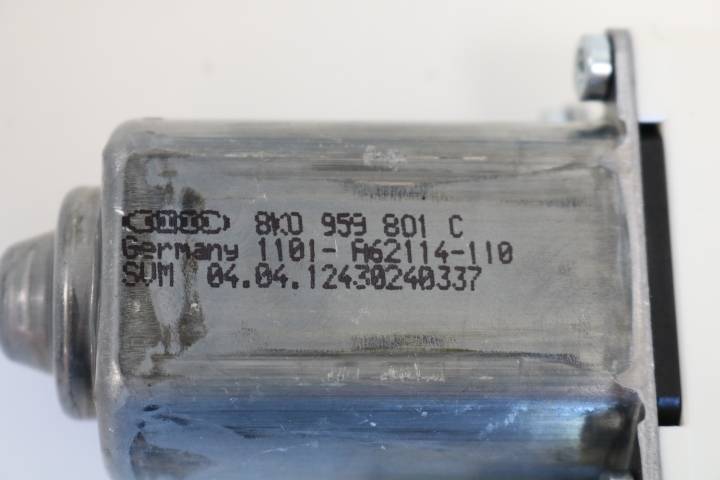 8K0 959 801 C
Germany 1101- A62114-110
SVM 04.04.12430240337